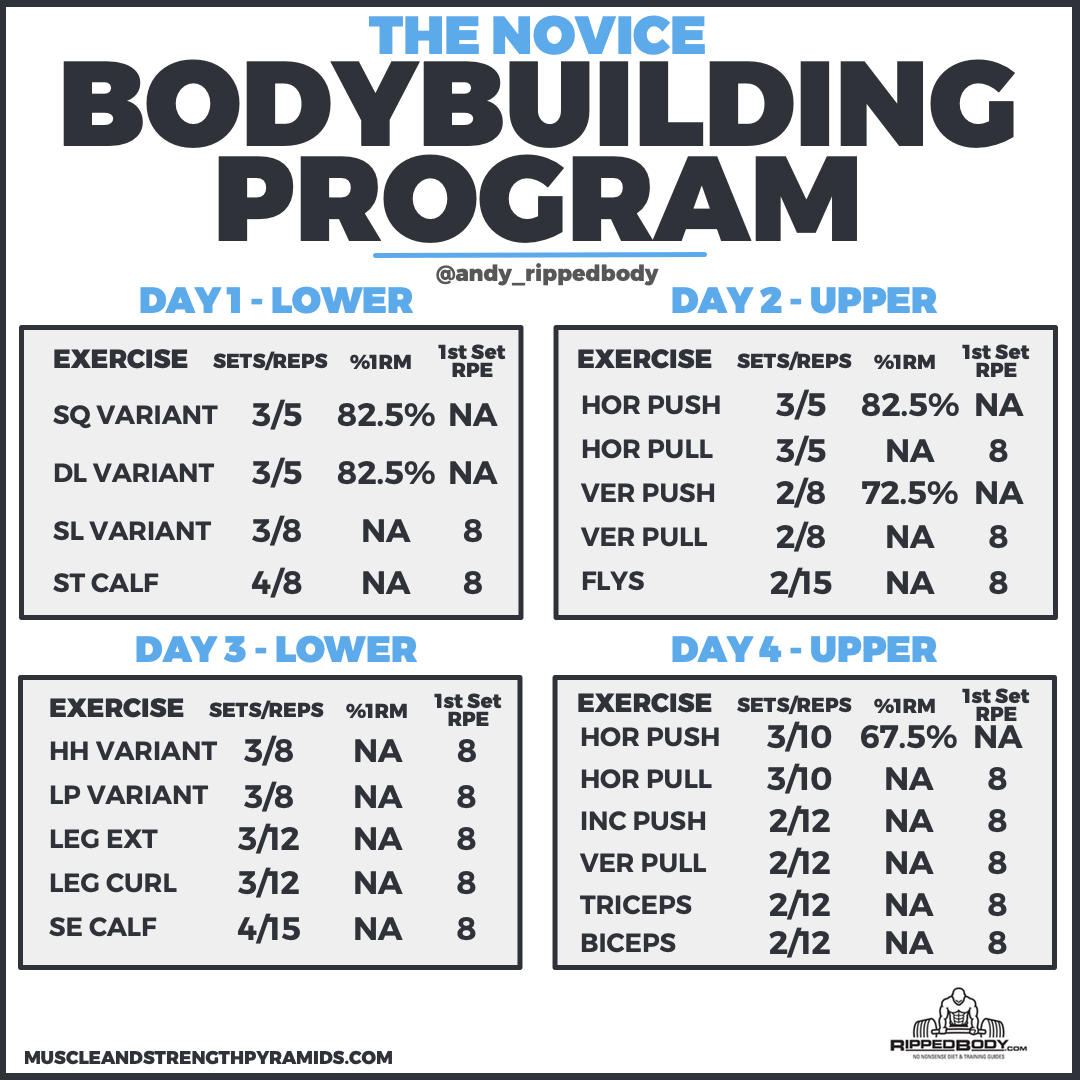 THE NOVICE
BODYBUILDING
PROGRAM
@andy_rippedbody
DAY 1 - LOWER
EXERCISE SETS/REPS %1RM 1st Set RPE
SQ VARIANT 3/5 82.5% NA
DL VARIANT 3/5 82.5% NA
SL VARIANT 3/8 NA 8
ST CALF 4/8 NA 8
DAY 2 - UPPER
EXERCISE SETS/REPS %1RM 1st Set RPE
HOR PUSH 3/5 82.5% NA
HOR PULL 3/5 NA 8
VER PUSH 2/8 72.5% NA
VER PULL 2/8 NA 8
FLYS 2/15 NA 8
DAY 3 - LOWER
EXERCISE SETS/REPS %1RM 1st Set RPE
HH VARIANT 3/8 NA 8
LP VARIANT 3/8 NA 8
LEG EXT 3/12 NA 8
LEG CURL 3/12 NA 8
SE CALF 4/15 NA 8
DAY 4 - UPPER
EXERCISE SETS/REPS %1RM 1st Set RPE
HOR PUSH 3/10 67.5% NA
HOR PULL 3/10 NA 8
INC PUSH 2/12 NA 8
VER PULL 2/12 NA 8
TRICEPS 2/12 NA 8
BICEPS 2/12 NA 8
MUSCLEANDSTRENGTHPYRAMIDS.COM
RIPPEDBODY.COM
NO NONSENSE DIET & TRAINING GUIDES